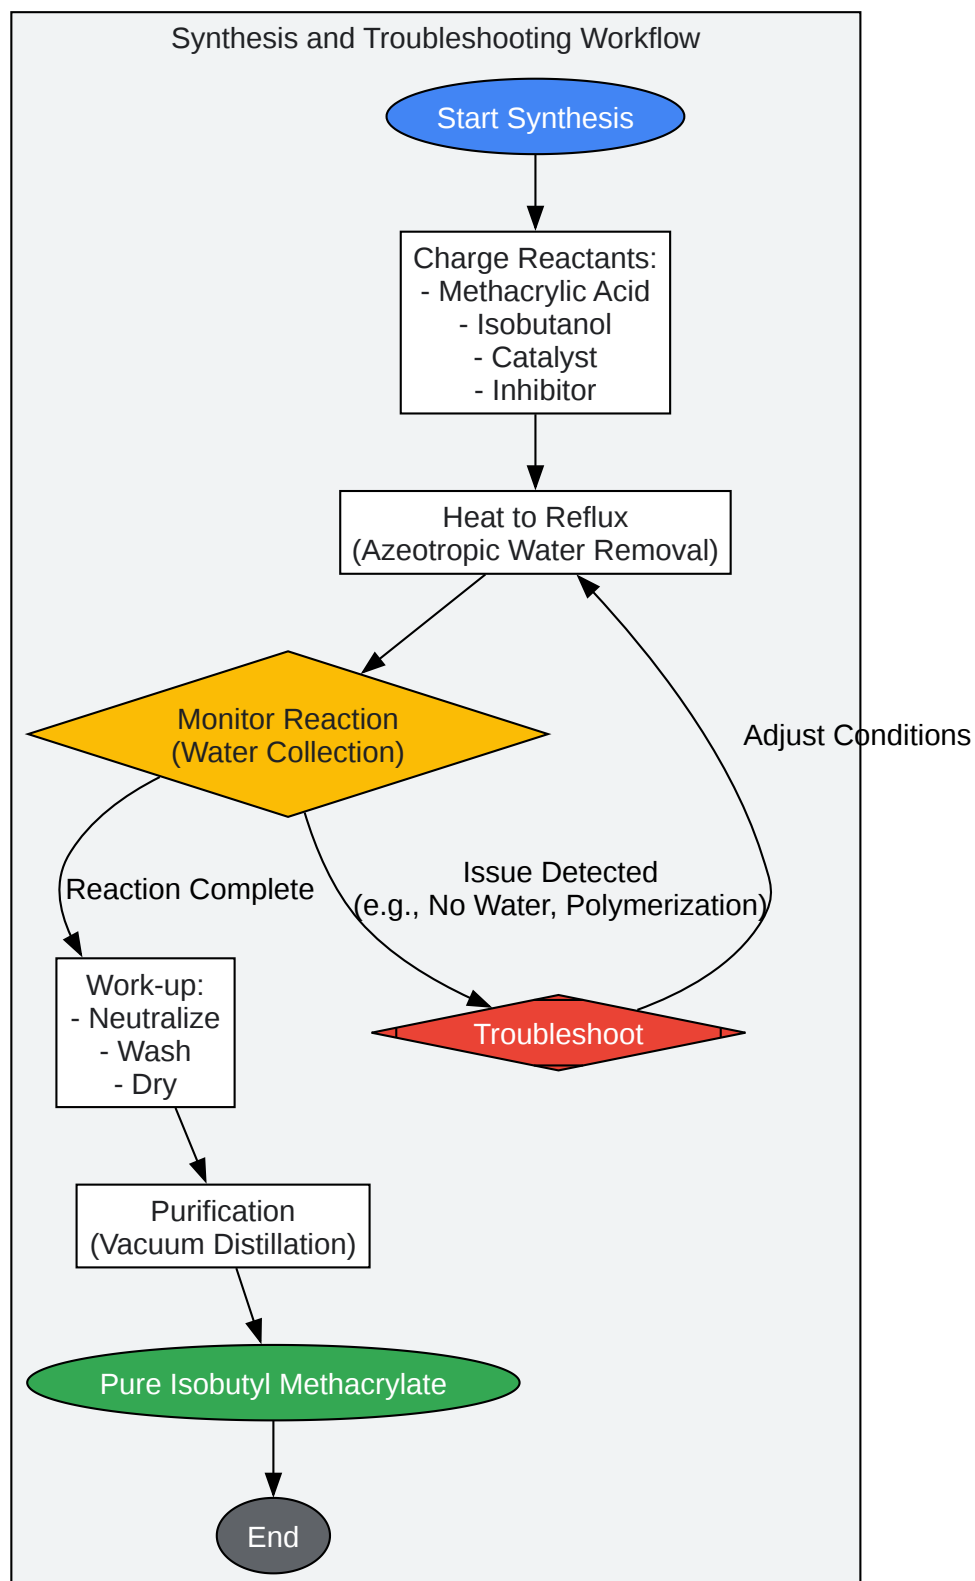 Synthesis and Troubleshooting Workflow
Start Synthesis
Charge Reactants:
- Methacrylic Acid
- Isobutanol
- Catalyst
- Inhibitor
Heat to Reflux
(Azeotropic Water Removal)
Monitor Reaction
(Water Collection)
Adjust Conditions
Issue Detected
(e.g., No Water, Polymerization)
Reaction Complete
Work-up:
- Neutralize
- Wash
- Dry
Troubleshoot
Purification
(Vacuum Distillation)
Pure Isobutyl Methacrylate
End